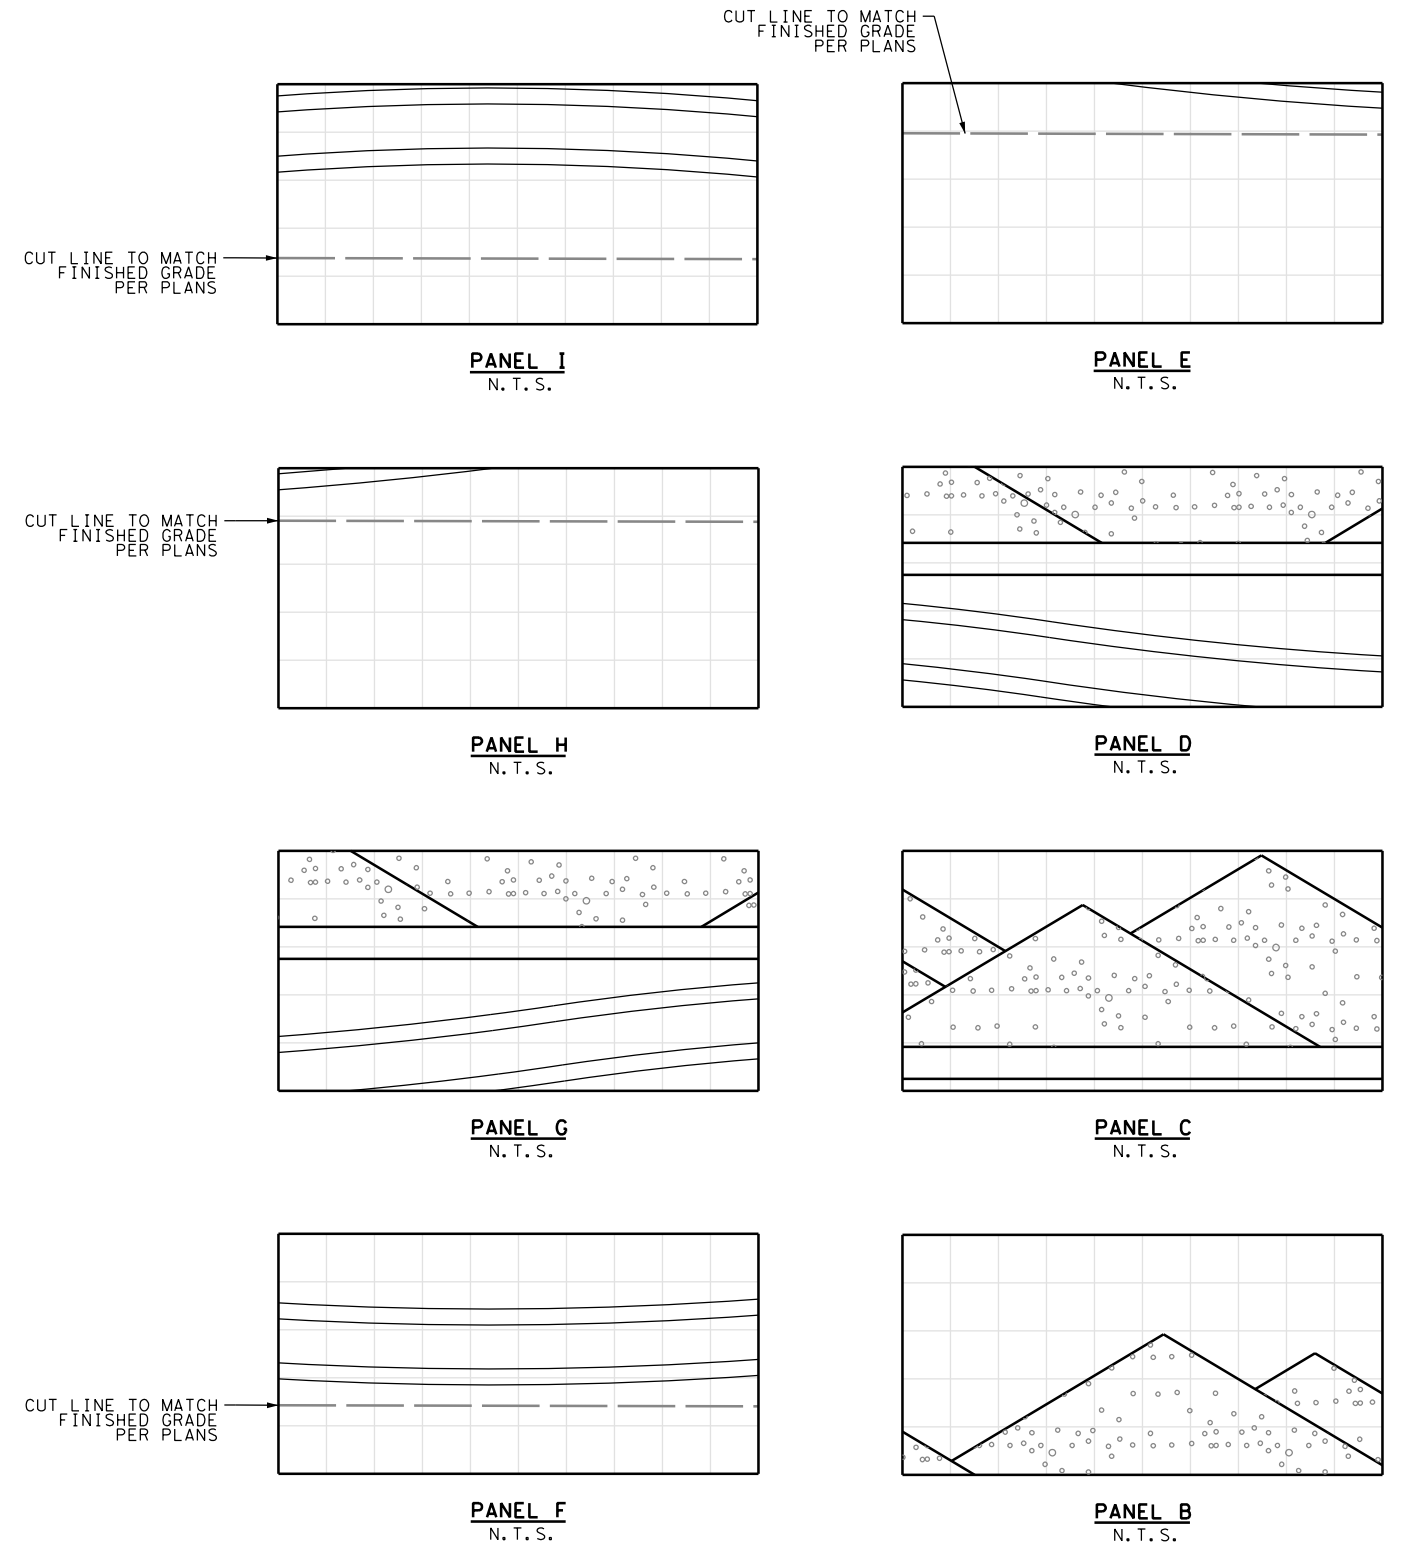 CUT LINE TO MATCH
FINISHED GRADE
PER PLANS
CUT LINE TO MATCH
FINISHED GRADE
PER PLANS
PANEL I
N.T.S.
PANEL E
N.T.S.
CUT LINE TO MATCH
FINISHED GRADE
PER PLANS
PANEL H
N.T.S.
PANEL D
N.T.S.
PANEL G
N.T.S.
PANEL C
N.T.S.
CUT LINE TO MATCH
FINISHED GRADE
PER PLANS
PANEL F
N.T.S.
PANEL B
N.T.S.